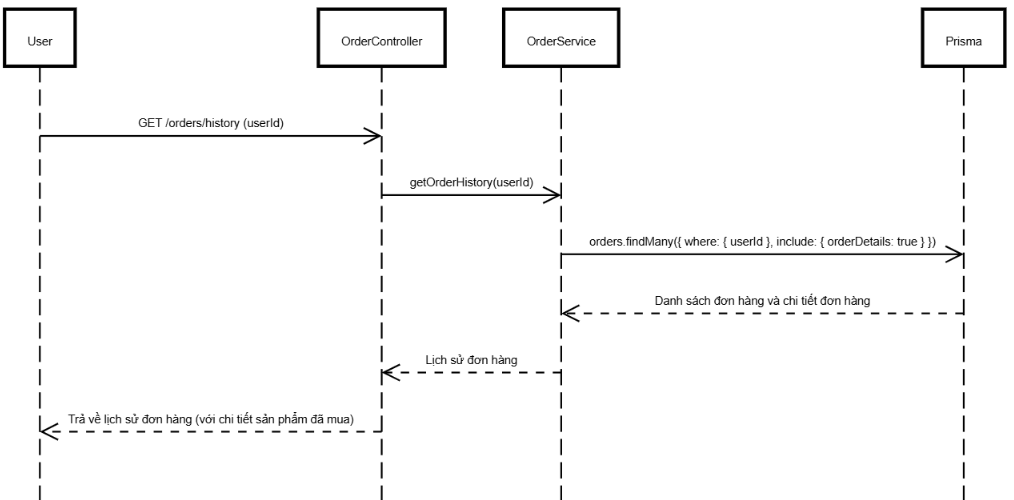 User
OrderController
OrderService
Prisma
GET /orders/history (userId)
getOrderHistory(userId)
orders.findMany({ where: { userId }, include: { orderDetails: true } })
Danh sách đơn hàng và chi tiết đơn hàng
Lịch sử đơn hàng
Trả về lịch sử đơn hàng (với chi tiết sản phẩm đã mua)